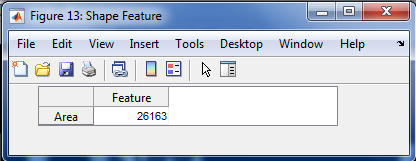 Figure 13: Shape Feature
File Edit View Insert Tools Desktop Window Help
Feature
Area 26163